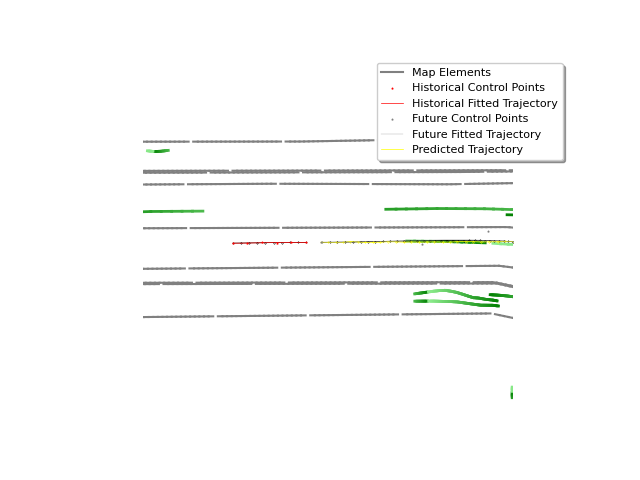 Map Elements
Historical Control Points
Historical Fitted Trajectory
Future Control Points
Future Fitted Trajectory
Predicted Trajectory